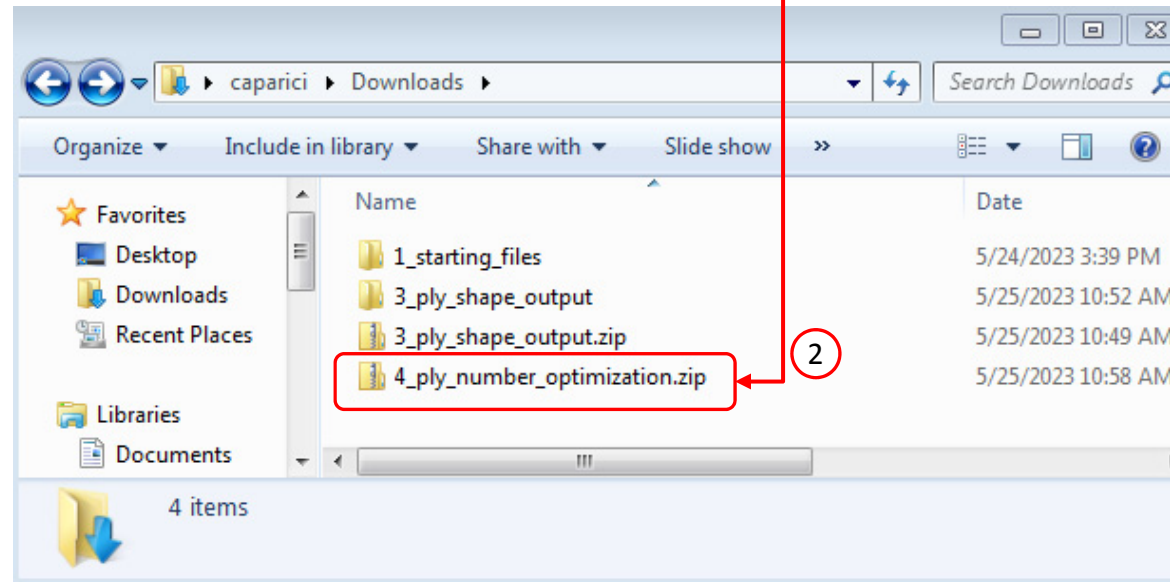 caparici Downloads Search Downloads
Organize Include in library Share with Slide show »
Favorites
Desktop
Downloads
Recent Places
Libraries
Documents
Name Date
1_starting_files 5/24/2023 3:39 PM
3_ply_shape_output 5/25/2023 10:52 AM
3_ply_shape_output.zip 5/25/2023 10:49 AM
4_ply_number_optimization.zip 5/25/2023 10:58 AM
2
4 items